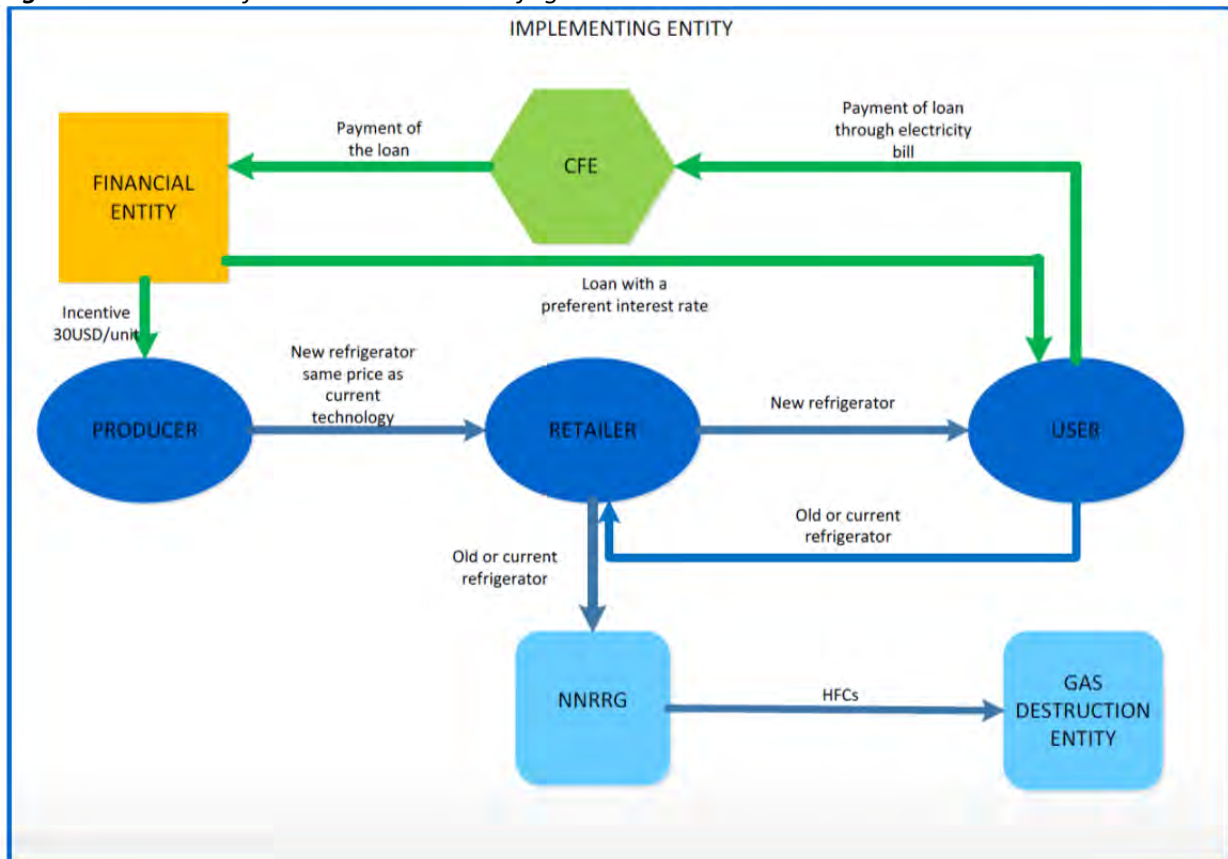 IMPLEMENTING ENTITY
Payment of
the loan
CFE
Payment of loan
through electricity
bill
FINANCIAL
ENTITY
Loan with a
preferent interest rate
Incentive
30USD/unit
New refrigerator
same price as
current
technology
PRODUCER
RETAILER
New refrigerator
USER
Old or current
refrigerator
Old or current
refrigerator
NNRRG
HFCs
GAS
DESTRUCTION
ENTITY